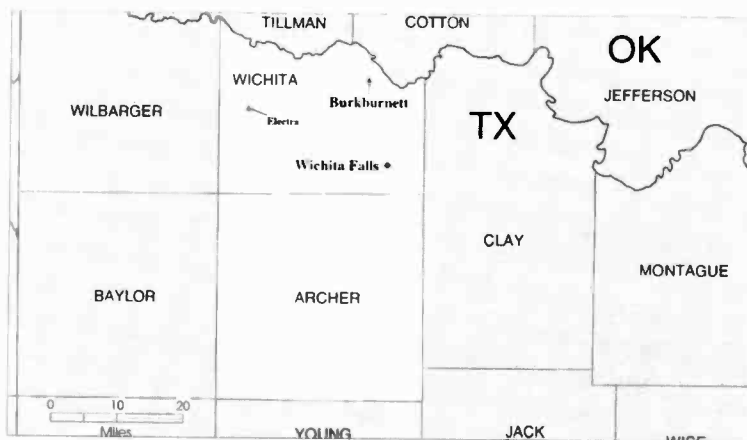 TILLMAN
COTTON
OK
WICHITA
JEFFERSON
WILBARGER
Burkburnett
Electra
TX
Wichita Falls
CLAY
MONTAGUE
BAYLOR
ARCHER
0 10 20
Miles
YOUNG
JACK
WISE